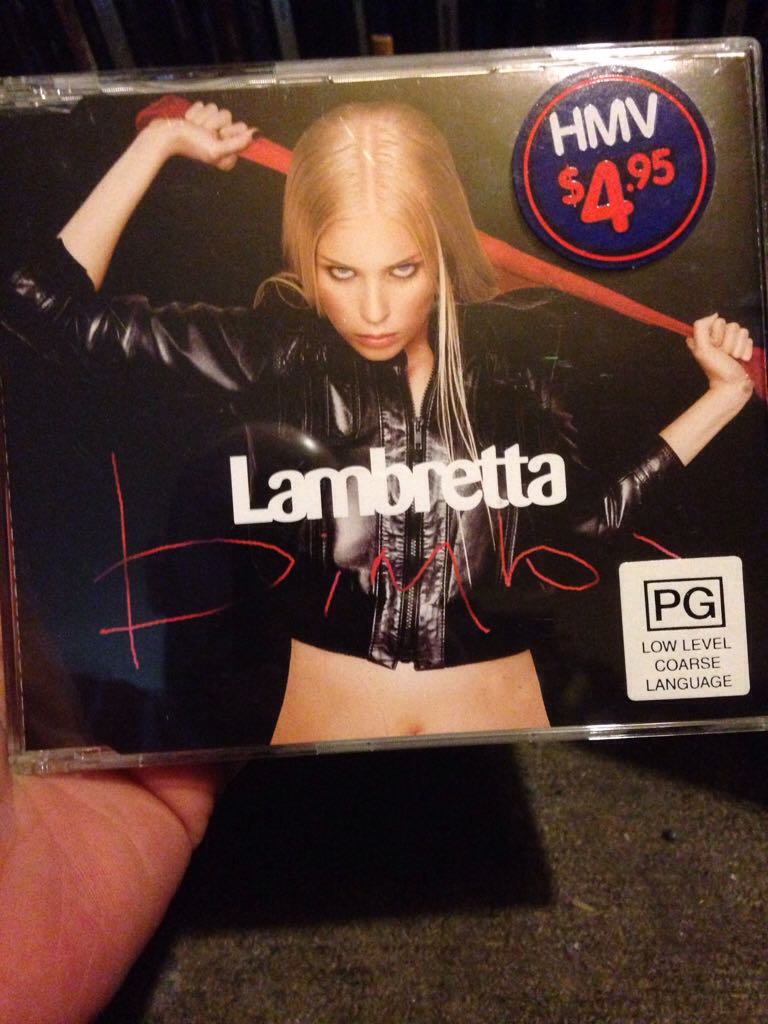 HMV
$4.95
Lambretta
bimbo
PG
LOW LEVEL
COARSE
LANGUAGE